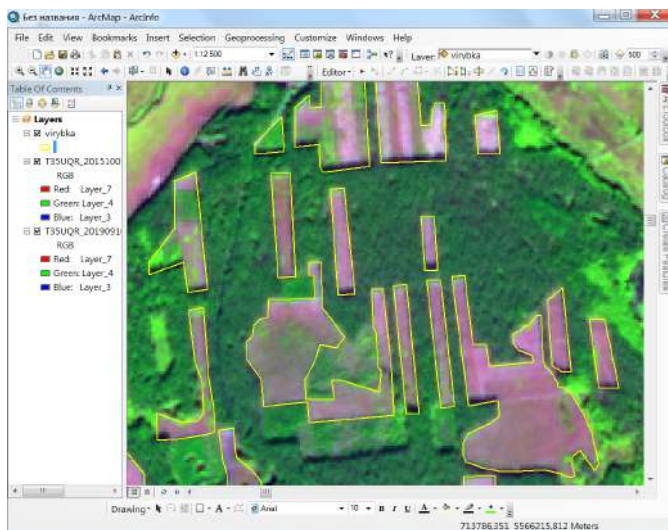 Без названия - ArcMap - ArcInfo
File Edit View Bookmarks Insert Selection Geoprocessing Customize Windows Help
1:12 500
Layer: virybka
500
Editor
Table Of Contents
Layers
virybka
T35UQR_2015100
RGB
Red: Layer_7
Green: Layer_4
Blue: Layer_3
T35UQR_2019091
RGB
Red: Layer_7
Green: Layer_4
Blue: Layer_3
Drawing
Arial
10
B I U A
713786,351 5566215,812 Meters